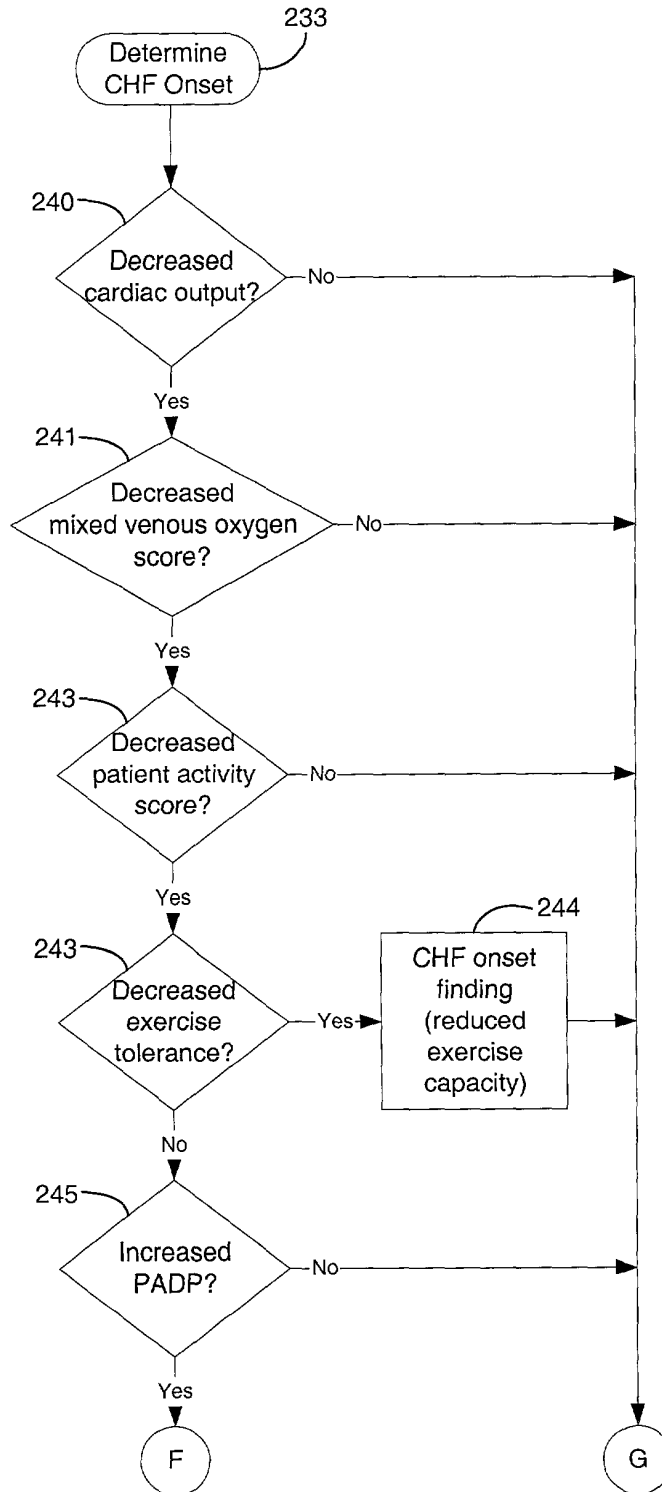 233
Determine
CHF Onset
240
Decreased
cardiac output?
No
Yes
241
Decreased
mixed venous oxygen
score?
No
Yes
243
Decreased
patient activity
score?
No
Yes
243
Decreased
exercise
tolerance?
Yes
244
CHF onset
finding
(reduced
exercise
capacity)
No
245
Increased
PADP?
No
Yes
F
G